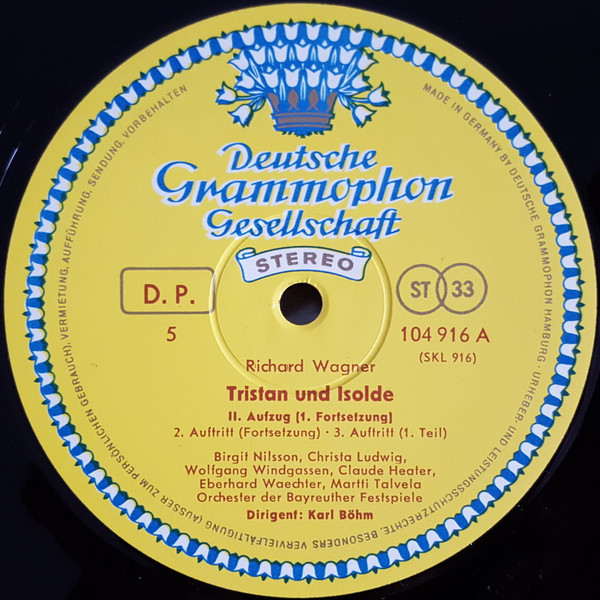 Deutsche
Grammophon
Gesellschaft
STEREO
D. P.
5
ST 33
104 916 A
(SKL 916)
Richard Wagner
Tristan und Isolde
II. Aufzug (1. Fortsetzung)
2. Auftritt (Fortsetzung) · 3. Auftritt (1. Teil)
Birgit Nilsson, Christa Ludwig,
Wolfgang Windgassen, Claude Heater,
Eberhard Waechter, Martti Talvela
Orchester der Bayreuther Festspiele
Dirigent: Karl Böhm
MADE IN GERMANY BY DEUTSCHE GRAMMOPHON HAMBURG · URHEBER- UND LEISTUNGSSCHUTZRECHTE, BESONDERS VERVIELFÄLTIGUNG (AUSSER ZUM PERSÖNLICHEN GEBRAUCH), VERMIETUNG, AUFFÜHRUNG, SENDUNG, VORBEHALTEN